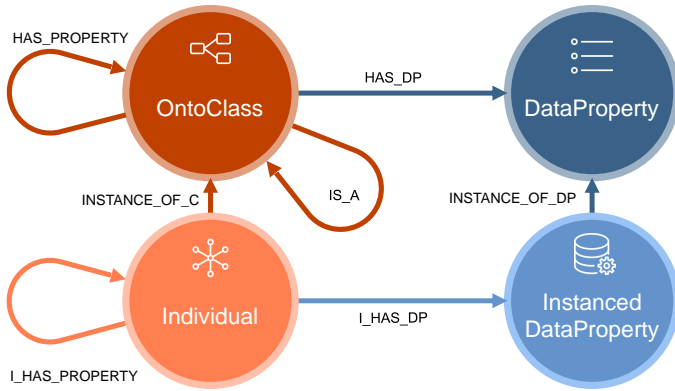 HAS_PROPERTY
OntoClass
HAS_DP
DataProperty
INSTANCE_OF_C
IS_A
INSTANCE_OF_DP
Individual
I_HAS_DP
Instanced
DataProperty
I_HAS_PROPERTY